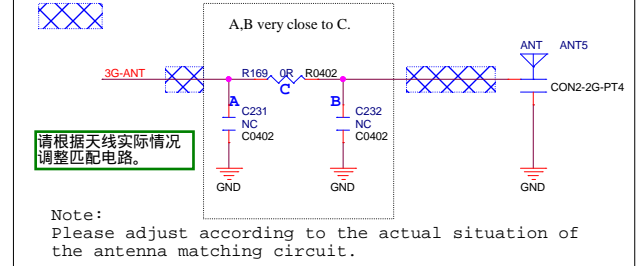 A,B very close to C.
ANT ANT5
3G-ANT
R169 0R R0402
C
CON2-2G-PT4
A
B
C231
NC
C0402
C232
NC
C0402
请根据天线实际情况
调整匹配电路。
GND
GND
GND
Note:
Please adjust according to the actual situation of
the antenna matching circuit.